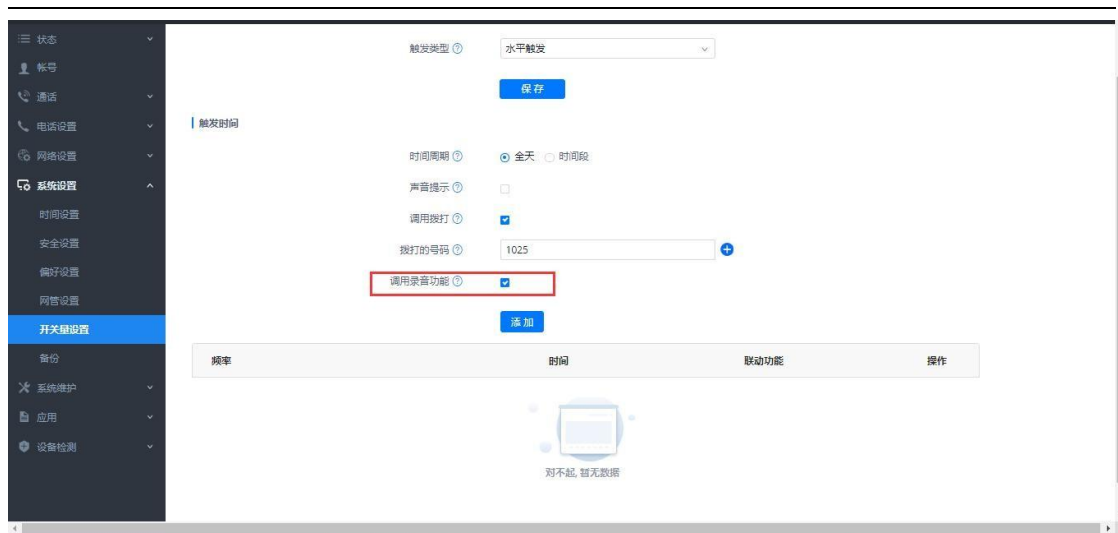 状态
帐号
通话
电话设置
网络设置
系统设置
时间设置
安全设置
偏好设置
网管设置
开关量设置
备份
系统维护
应用
设备检测
触发类型 水平触发
保存
触发时间
时间周期 全天 时间段
声音提示
调用拨打
拨打的号码 1025
调用录音功能
添加
频率 时间 联动功能 操作
对不起, 暂无数据